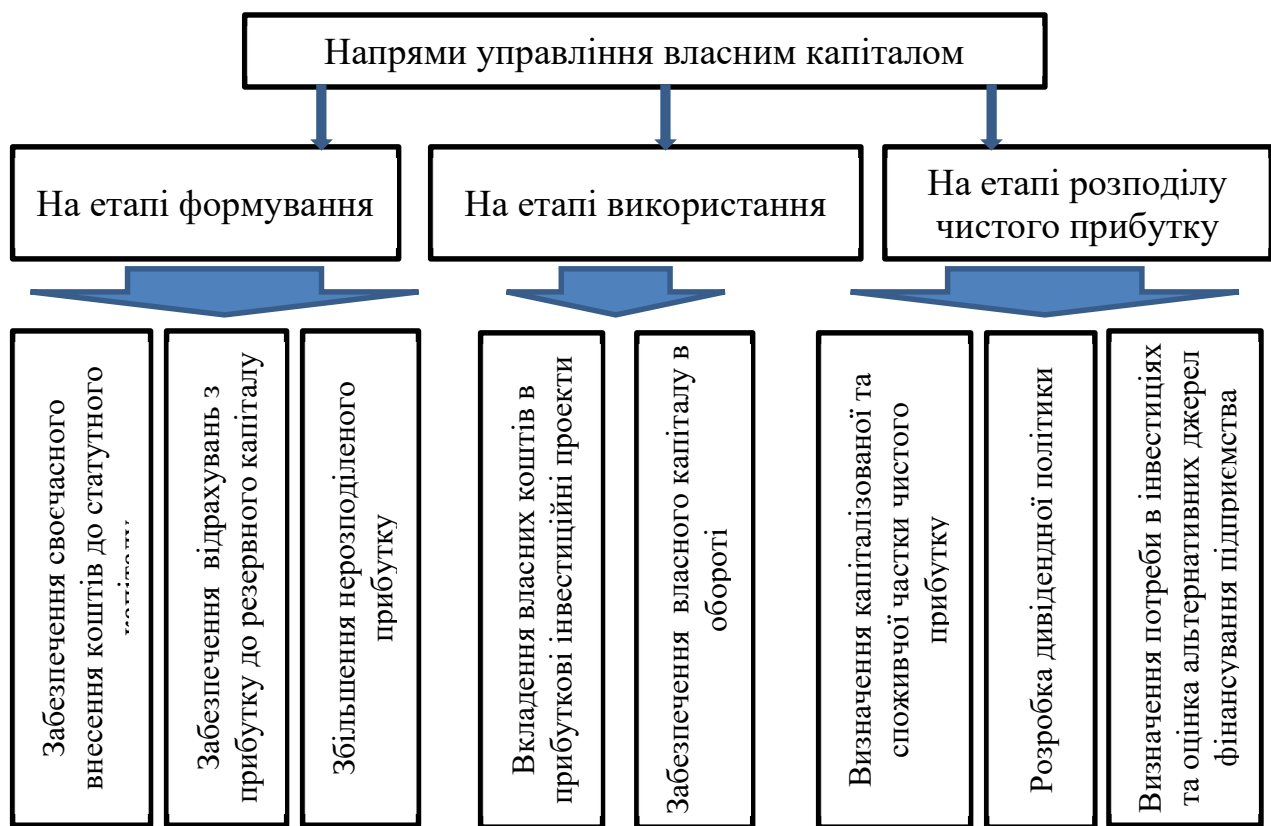 Напрями управління власним капіталом
На етапі формування
На етапі використання
На етапі розподілу
чистого прибутку
Забезпечення своєчасного
внесення коштів до статутного
Забезпечення відрахувань з
прибутку до резервного капіталу
Збільшення нерозподіленого
прибутку
Вкладення власних коштів в
прибуткові інвестиційні проекти
Забезпечення власного капіталу в
обороті
Визначення капіталізованої та
споживчої частки чистого
прибутку
Розробка дивідендної політики
Визначення потреби в інвестиціях
та оцінка альтернативних джерел
фінансування підприємства